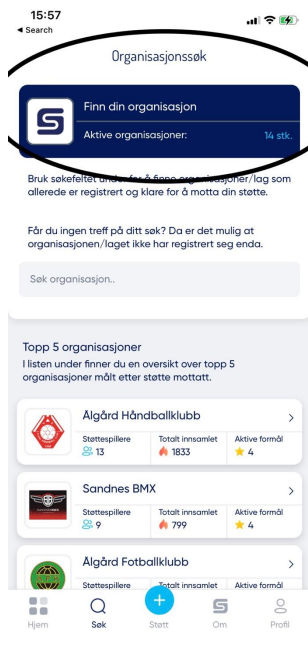 15:57
◀ Search
Organisasjonssøk
Finn din organisasjon
Aktive organisasjoner: 14 stk.
Bruk søkefeltet under for å finne organisasjoner/lag som
allerede er registrert og klare for å motta din støtte.
Får du ingen treff på ditt søk? Da er det mulig at
organisasjonen/laget ikke har registrert seg enda.
Søk organisasjon..
Topp 5 organisasjoner
I listen under finner du en oversikt over topp 5
organisasjoner målt etter støtte mottatt.
Ålgård Håndballklubb
Støttespillere Totalt innsamlet Aktive formål
13 1833 4
Sandnes BMX
Støttespillere Totalt innsamlet Aktive formål
9 799 4
Ålgård Fotballklubb
Støttespillere Totalt innsamlet Aktive formål
Hjem Søk Støtt Om Profil